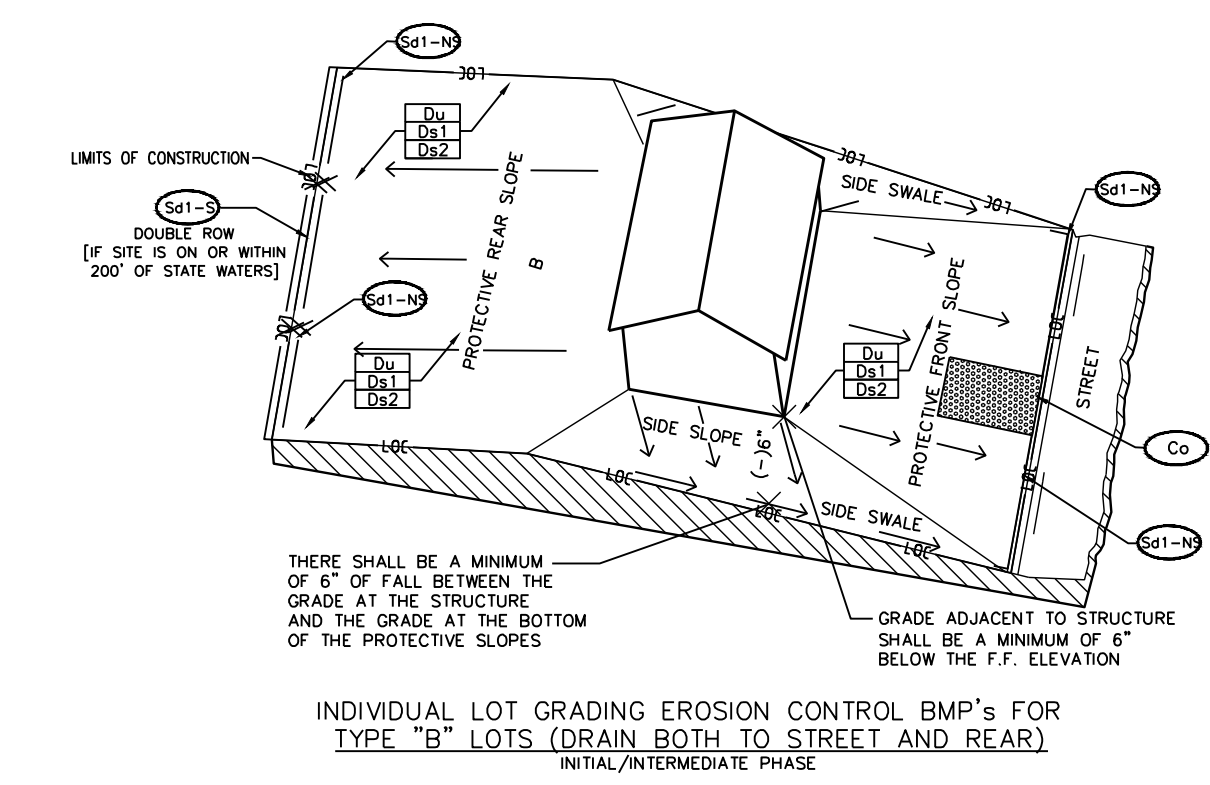 Sd1-NS
LOC
Du
Ds1
Ds2
LOC
LIMITS OF CONSTRUCTION
LOC
SIDE SWALE
LOC
Sd1-NS
Sd1-S
DOUBLE ROW
[IF SITE IS ON OR WITHIN
200' OF STATE WATERS]
PROTECTIVE REAR SLOPE
B
Sd1-NS
LOC
PROTECTIVE FRONT SLOPE
LOC
STREET
Du
Ds1
Ds2
Du
Ds1
Ds2
Co
SIDE SLOPE
(-)6"
LOC
LOC
LOC
LOC
SIDE SWALE
LOC
Sd1-NS
THERE SHALL BE A MINIMUM
OF 6" OF FALL BETWEEN THE
GRADE AT THE STRUCTURE
AND THE GRADE AT THE BOTTOM
OF THE PROTECTIVE SLOPES
GRADE ADJACENT TO STRUCTURE
SHALL BE A MINIMUM OF 6"
BELOW THE F.F. ELEVATION
INDIVIDUAL LOT GRADING EROSION CONTROL BMP's FOR
TYPE "B" LOTS (DRAIN BOTH TO STREET AND REAR)
INITIAL/INTERMEDIATE PHASE